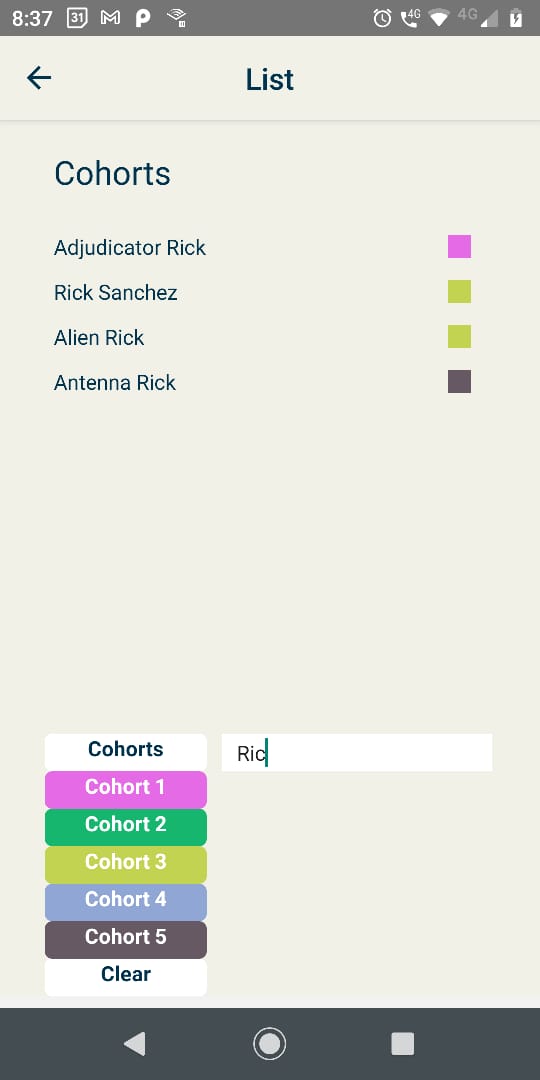 8:37 31 4G 4G
List
Cohorts
Adjudicator Rick
Rick Sanchez
Alien Rick
Antenna Rick
Cohorts Ric
Cohort 1
Cohort 2
Cohort 3
Cohort 4
Cohort 5
Clear